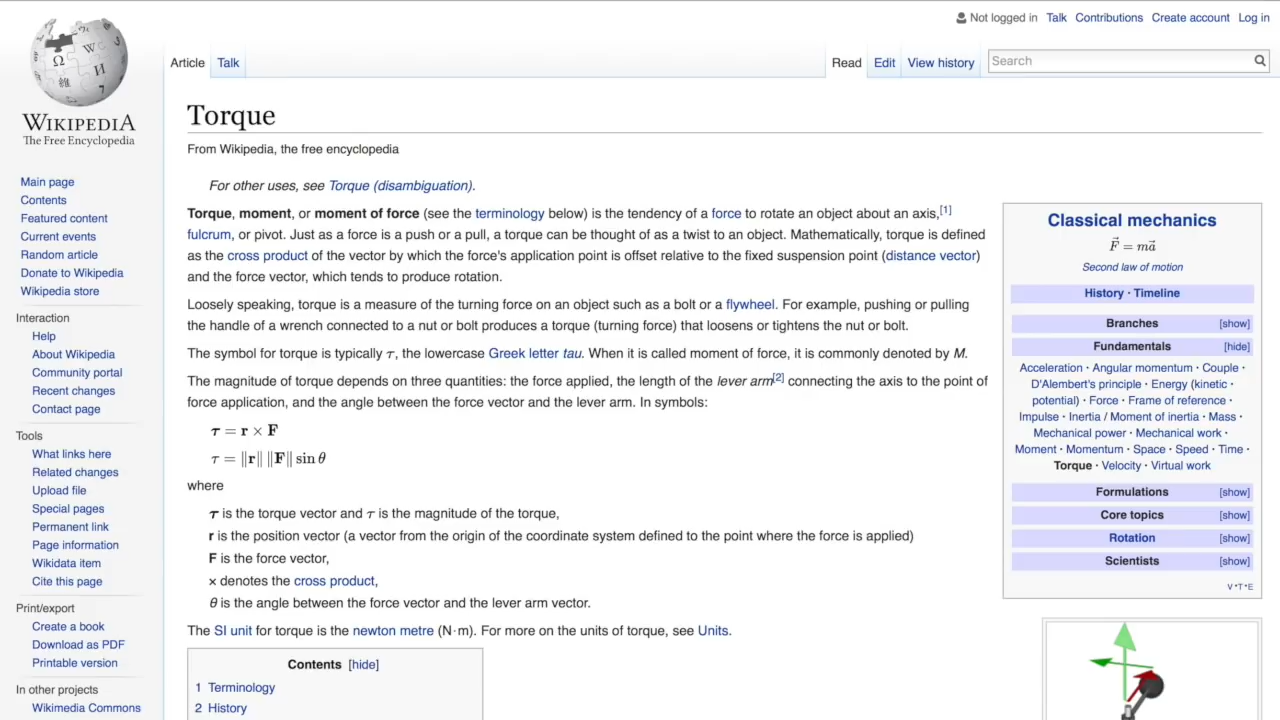 Not logged in Talk Contributions Create account Log in
Article Talk Read Edit View history Search
WIKIPEDIA
The Free Encyclopedia
Main page
Contents
Featured content
Current events
Random article
Donate to Wikipedia
Wikipedia store
Interaction
Help
About Wikipedia
Community portal
Recent changes
Contact page
Tools
What links here
Related changes
Upload file
Special pages
Permanent link
Page information
Wikidata item
Cite this page
Print/export
Create a book
Download as PDF
Printable version
In other projects
Wikimedia Commons
Torque
From Wikipedia, the free encyclopedia
For other uses, see Torque (disambiguation).
Torque, moment, or moment of force (see the terminology below) is the tendency of a force to rotate an object about an axis,[1]
fulcrum, or pivot. Just as a force is a push or a pull, a torque can be thought of as a twist to an object. Mathematically, torque is defined
as the cross product of the vector by which the force's application point is offset relative to the fixed suspension point (distance vector)
and the force vector, which tends to produce rotation.
Loosely speaking, torque is a measure of the turning force on an object such as a bolt or a flywheel. For example, pushing or pulling
the handle of a wrench connected to a nut or bolt produces a torque (turning force) that loosens or tightens the nut or bolt.
The symbol for torque is typically τ, the lowercase Greek letter tau. When it is called moment of force, it is commonly denoted by M.
The magnitude of torque depends on three quantities: the force applied, the length of the lever arm[2] connecting the axis to the point of
force application, and the angle between the force vector and the lever arm. In symbols:
τ = r × F
τ = ‖r‖ ‖F‖ sin θ
where
τ is the torque vector and τ is the magnitude of the torque,
r is the position vector (a vector from the origin of the coordinate system defined to the point where the force is applied)
F is the force vector,
× denotes the cross product,
θ is the angle between the force vector and the lever arm vector.
The SI unit for torque is the newton metre (N·m). For more on the units of torque, see Units.
Contents [hide]
1 Terminology
2 History
Classical mechanics
F⃗ = ma⃗
Second law of motion
History · Timeline
Branches [show]
Fundamentals [hide]
Acceleration · Angular momentum · Couple ·
D'Alembert's principle · Energy (kinetic ·
potential) · Force · Frame of reference ·
Impulse · Inertia / Moment of inertia · Mass ·
Mechanical power · Mechanical work ·
Moment · Momentum · Space · Speed · Time ·
Torque · Velocity · Virtual work
Formulations [show]
Core topics [show]
Rotation [show]
Scientists [show]
V·T·E